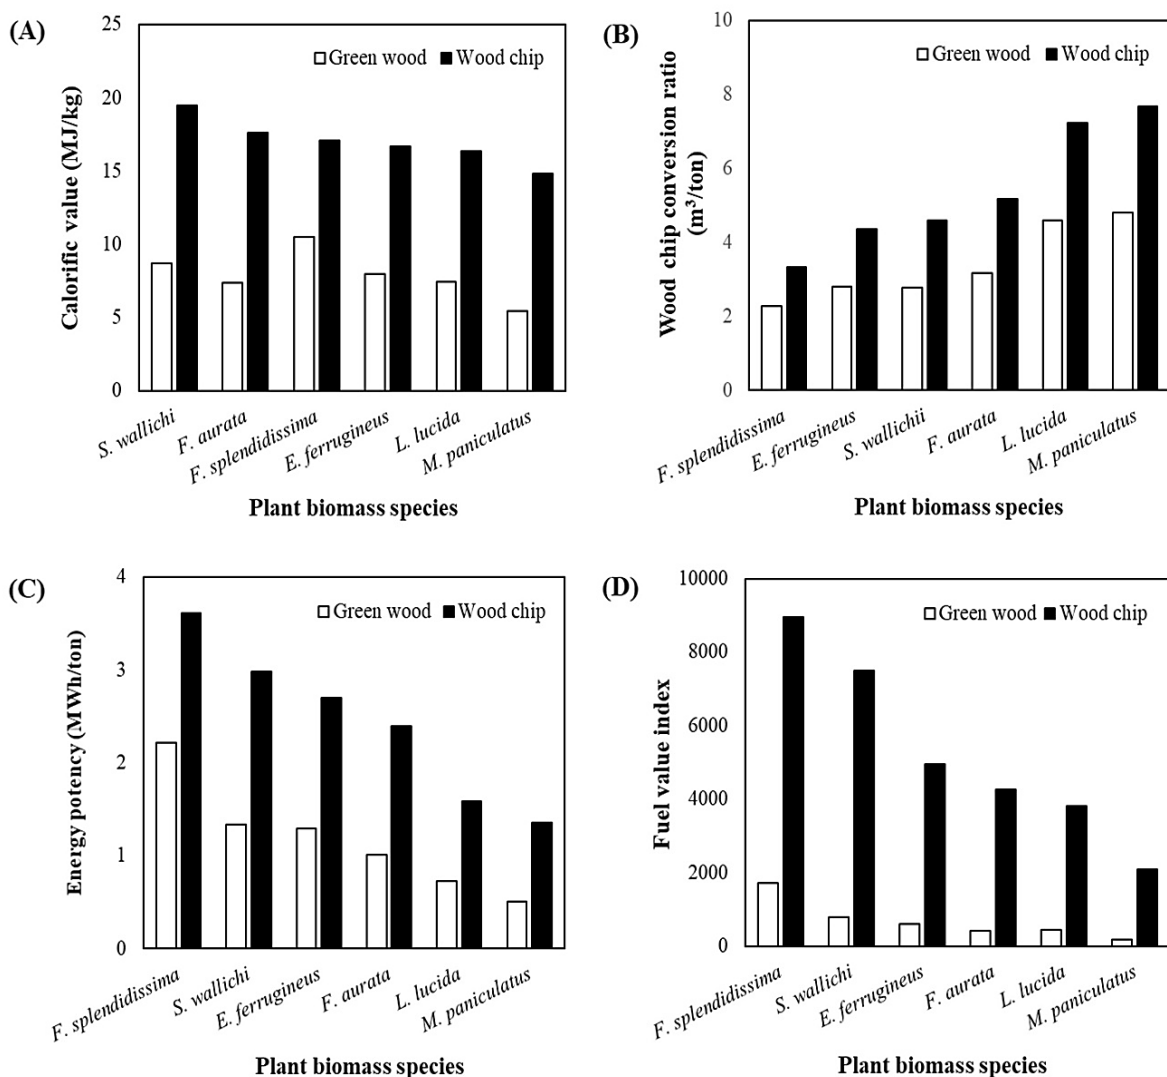 (A)
Calorific value (MJ/kg)
25
20
15
10
5
0
Green wood Wood chip
S. wallichi
F. aurata
F. splendidissima
E. ferrugineus
L. lucida
M. paniculatus
Plant biomass species
(B)
Wood chip conversion ratio
(m³/ton)
10
8
6
4
2
0
Green wood Wood chip
F. splendidissima
E. ferrugineus
S. wallichii
F. aurata
L. lucida
M. paniculatus
Plant biomass species
(C)
Energy potency (MWh/ton)
4
3
2
1
0
Green wood Wood chip
F. splendidissima
S. wallichi
E. ferrugineus
F. aurata
L. lucida
M. paniculatus
Plant biomass species
(D)
Fuel value index
10000
8000
6000
4000
2000
0
Green wood Wood chip
F. splendidissima
S. wallichi
E. ferrugineus
F. aurata
L. lucida
M. paniculatus
Plant biomass species